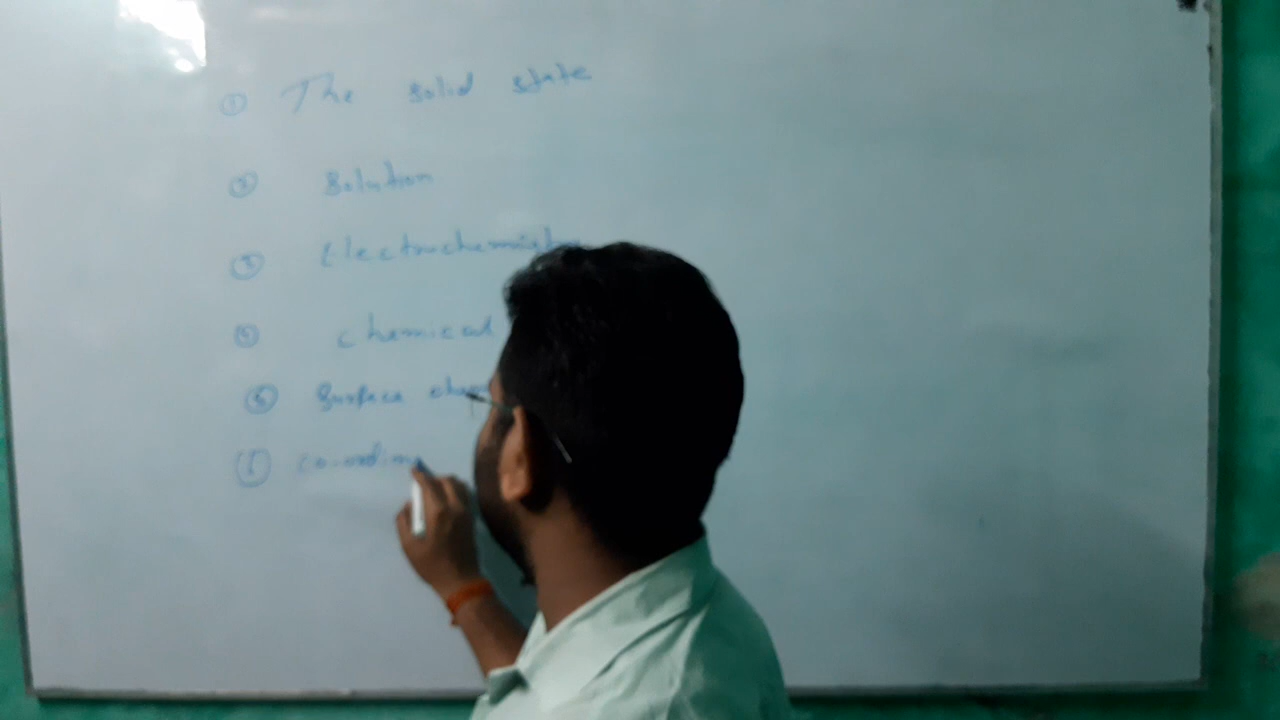 ① The solid state
② Solution
③ Electrochemistry
④ chemical
⑤ Surface chem
⑥ co-ordina